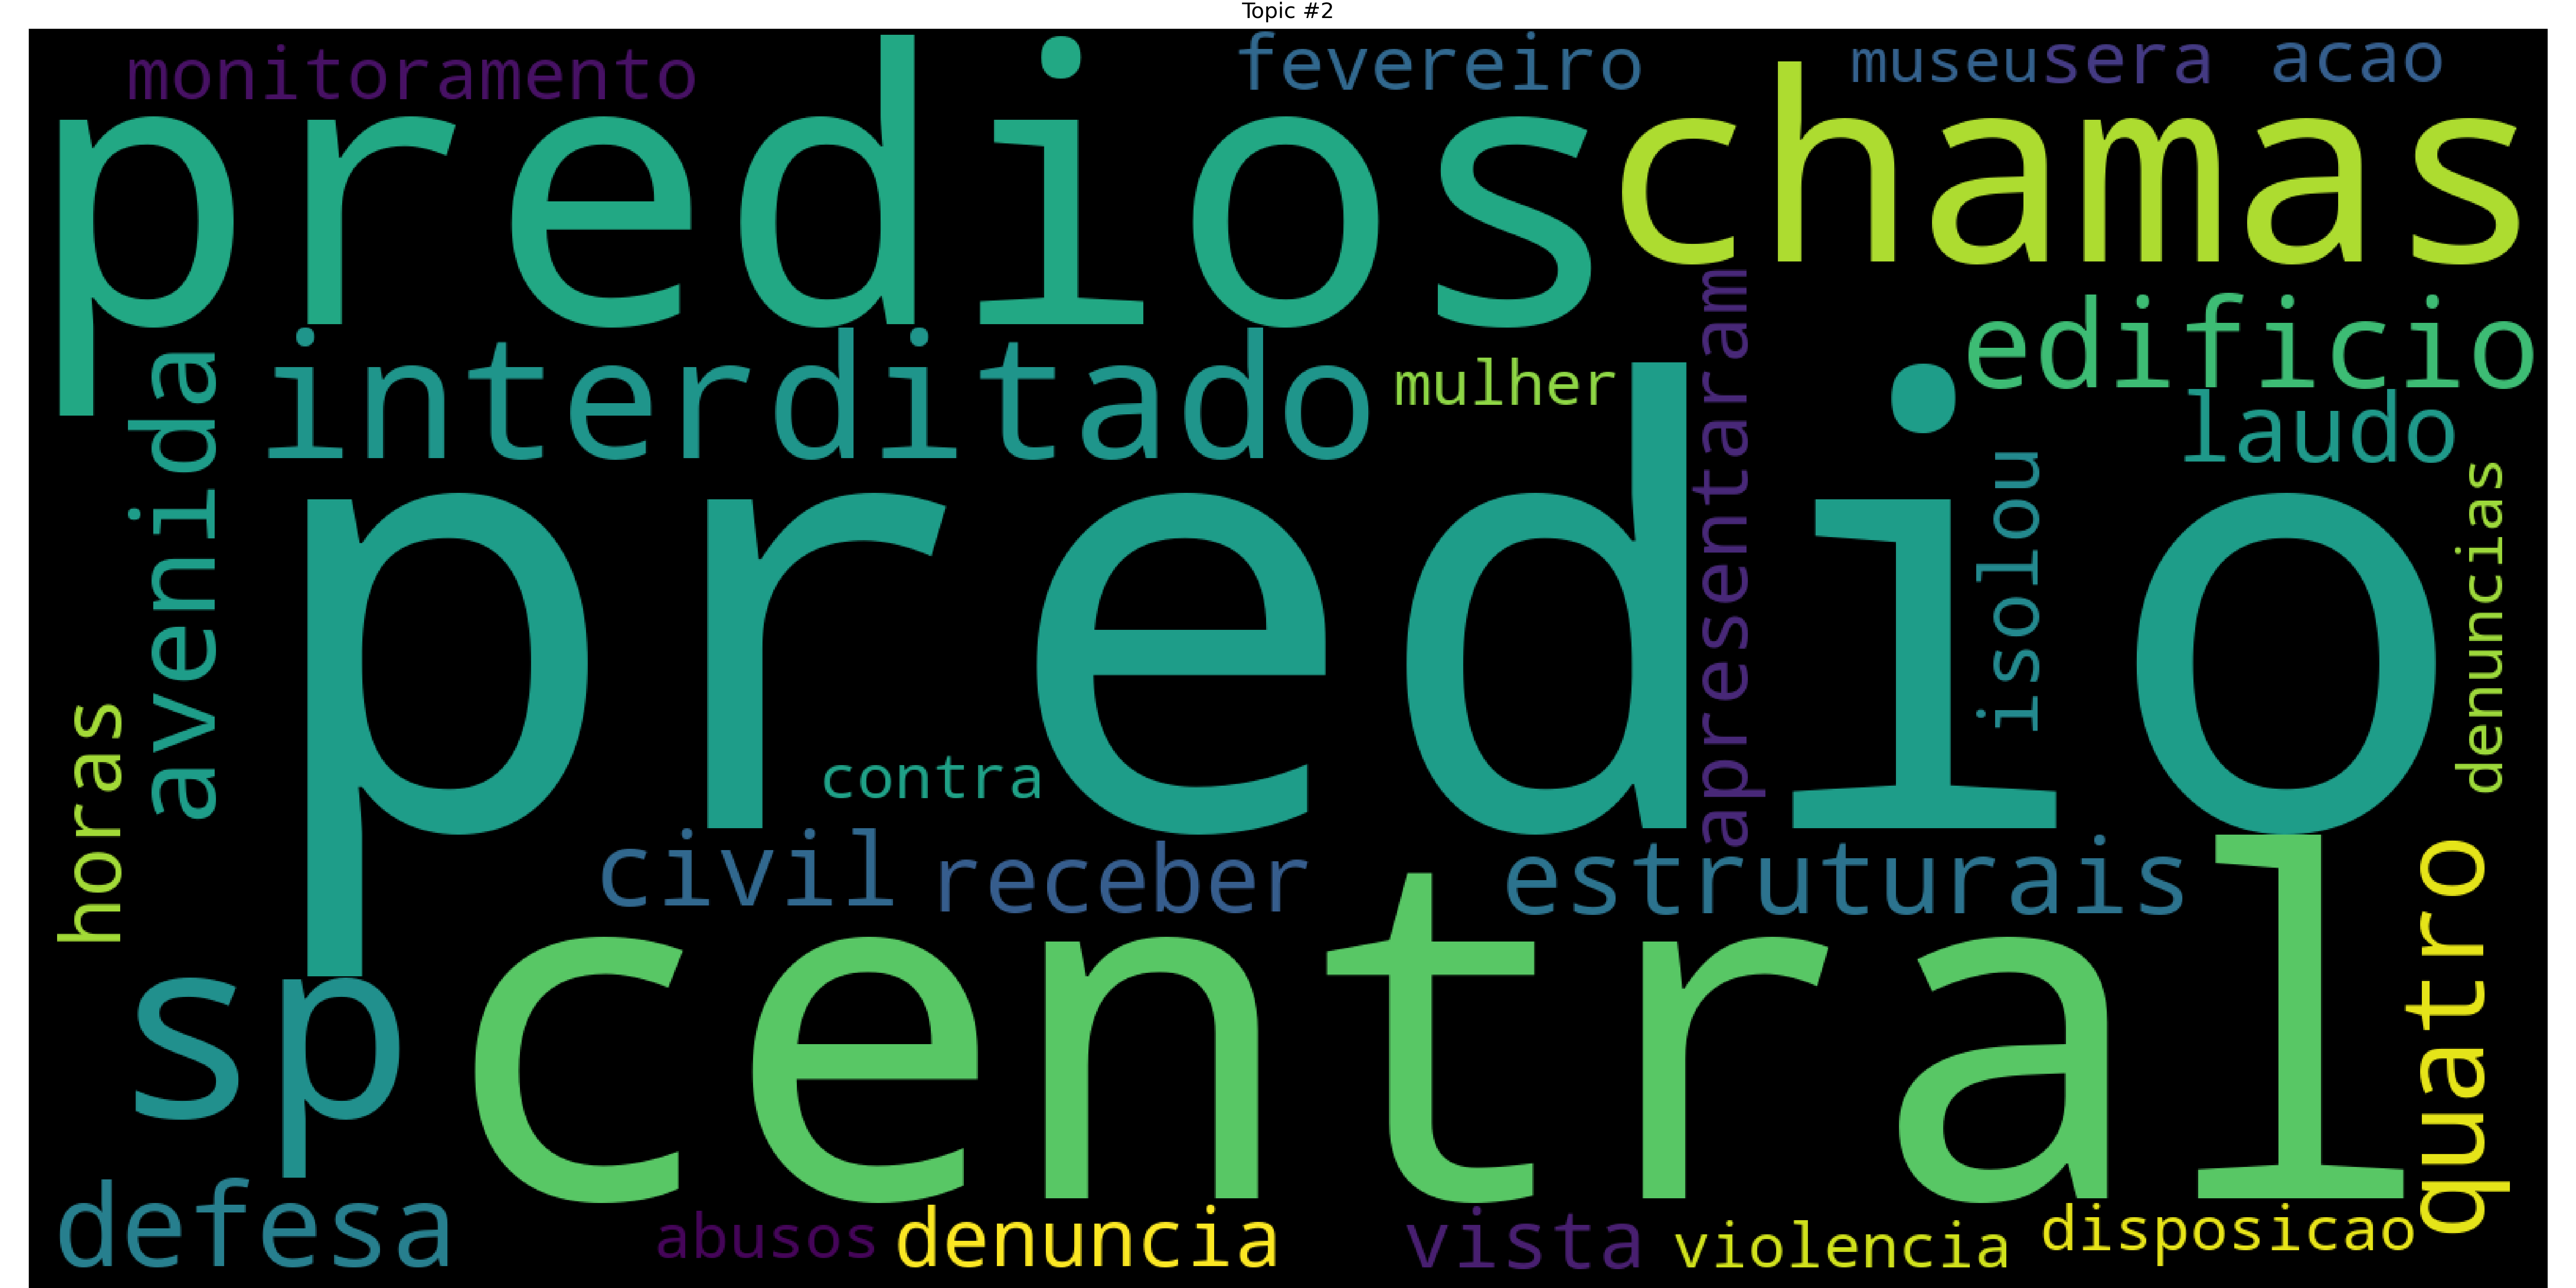 Topic #2
monitoramento
fevereiro
museu
sera
acao
predios
chamas
interditado
mulher
edificio
laudo
avenida
apresentaram
isolou
denuncias
predio
horas
contra
civil
receber
estruturais
quatro
sp
central
defesa
abusos
denuncia
vista
violencia
disposicao